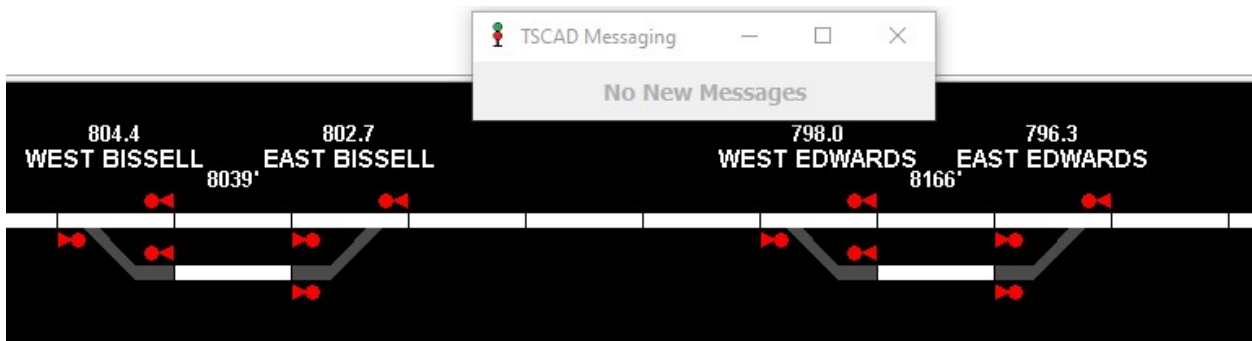 TSCAD Messaging
No New Messages
804.4 802.7 798.0 796.3
WEST BISSELL EAST BISSELL WEST EDWARDS EAST EDWARDS
8039' 8166'